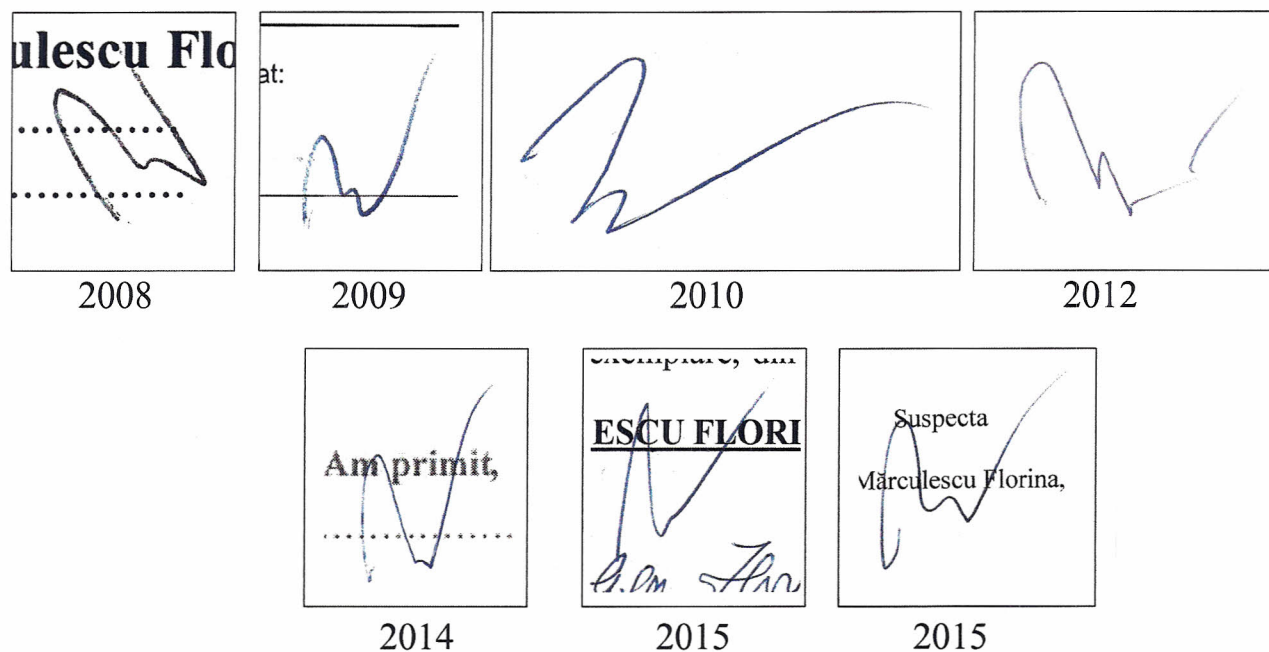 ulescu Flo
at:
2008
2009
2010
2012
Am primit,
ESCU FLORI
Suspecta
Mărculescu Florina,
2014
2015
2015